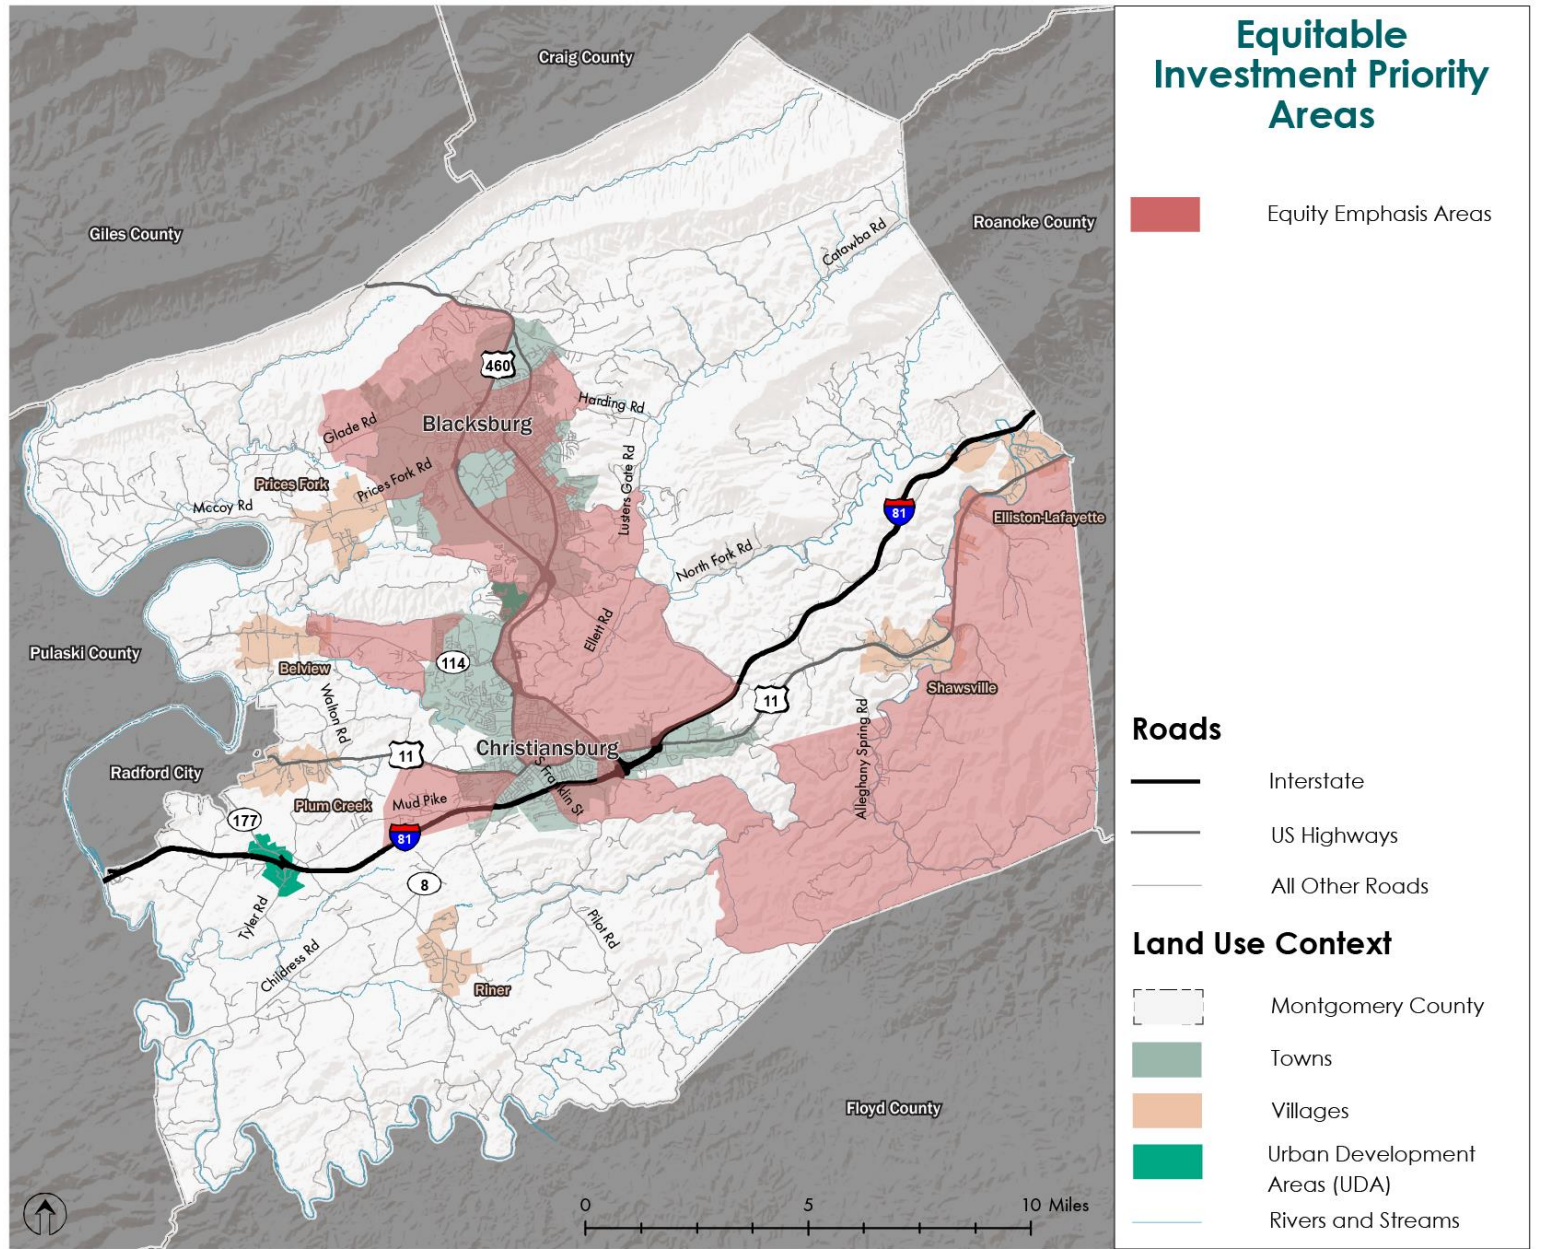 Equitable
Investment Priority
Areas
Equity Emphasis Areas
Roads
Interstate
US Highways
All Other Roads
Land Use Context
Montgomery County
Towns
Villages
Urban Development
Areas (UDA)
Rivers and Streams
Craig County
Giles County
Roanoke County
Catawba Rd
460
Harding Rd
Blacksburg
Glade Rd
Prices Fork Rd
Prices Fork
Mccoy Rd
Lusters Gate Rd
81
Elliston-Lafayette
North Fork Rd
Ellett Rd
Pulaski County
114
Belview
Shawsville
Walton Rd
11
Alleghany Spring Rd
11
Christiansburg
Radford City
S Franklin St
Plum Creek
Mud Pike
177
81
8
Tyler Rd
Pilot Rd
Childress Rd
Riner
Floyd County
0 5 10 Miles